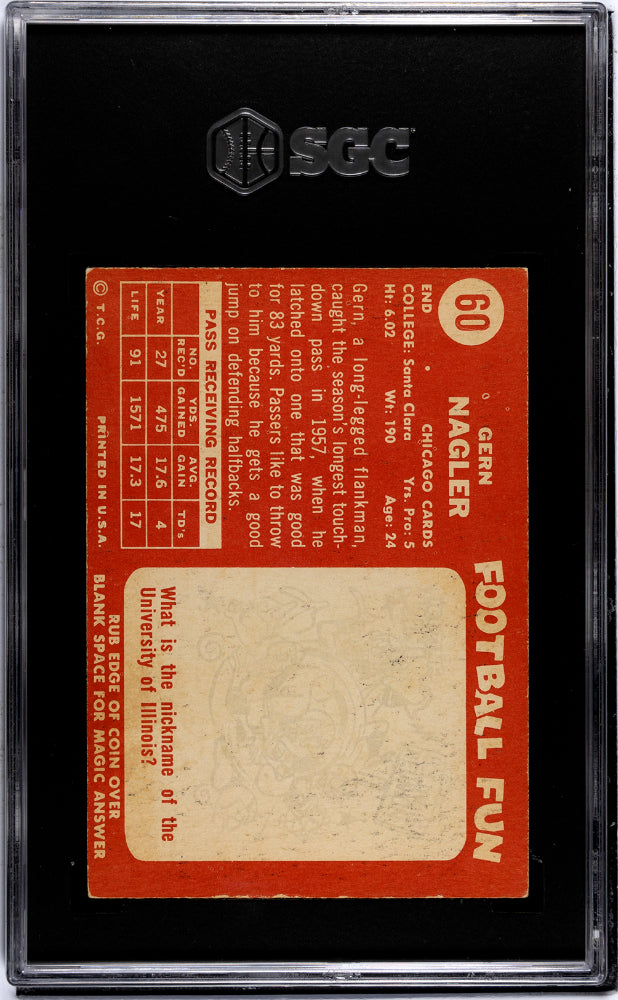 SGC
60
GERN
NAGLER
END CHICAGO CARDS
COLLEGE: Santa Clara Yrs. Pro: 5
Ht: 6.02 Wt: 190 Age: 24
Gern, a long-legged flankman,
caught the season's longest touch-
down pass in 1957, when he
latched onto one that was good
for 83 yards. Passers like to throw
to him because he gets a good
jump on defending halfbacks.
PASS RECEIVING RECORD
NO. YDS. AVG.
REC'D GAINED GAIN TD's
YEAR 27 475 17.6 4
LIFE 91 1571 17.3 17
© T.C.G. PRINTED IN U.S.A.
FOOTBALL FUN
What is the nickname of the
University of Illinois?
RUB EDGE OF COIN OVER
BLANK SPACE FOR MAGIC ANSWER